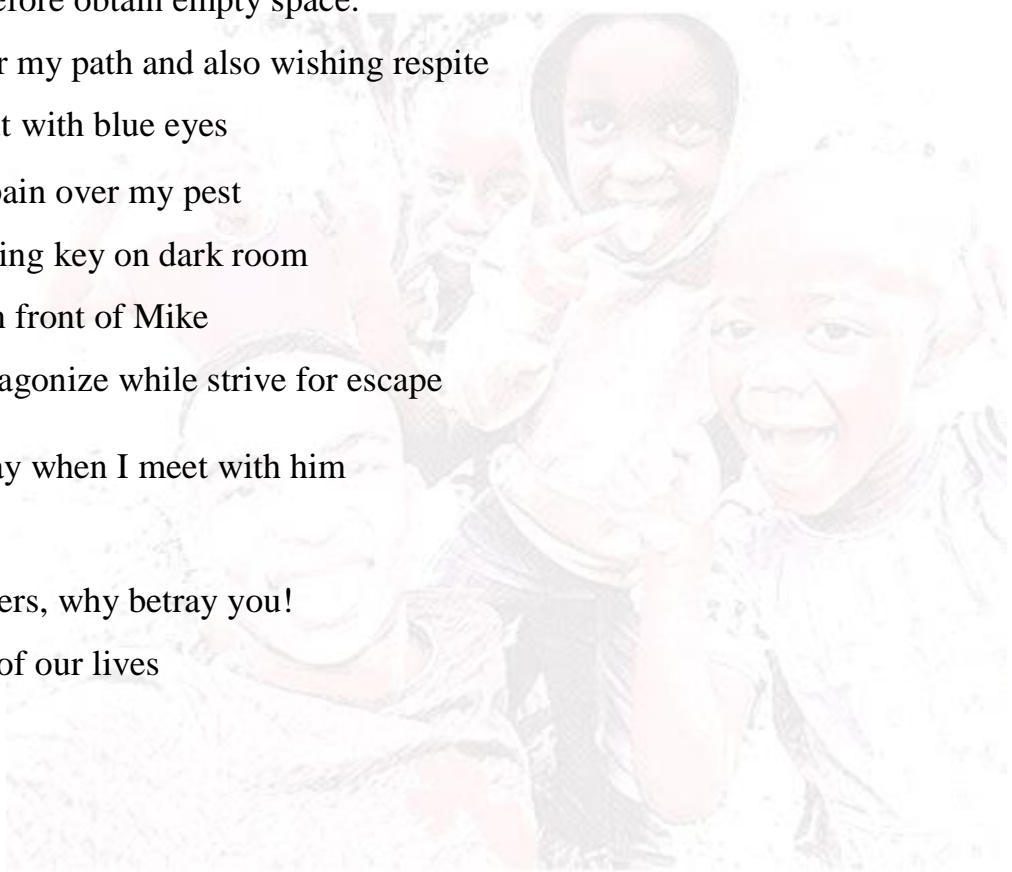 efore obtain empty space.
r my path and also wishing respite
t with blue eyes
pain over my pest
ing key on dark room
n front of Mike
agonize while strive for escape
ay when I meet with him
ers, why betray you!
of our lives